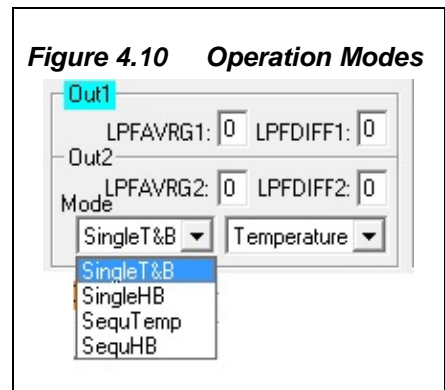 Figure 4.10 Operation Modes
Out1
LPFAVRG1: 0 LPFDIFF1: 0
Out2
LPFAVRG2: 0 LPFDIFF2: 0
Mode
SingleT&B Temperature
SingleT&B
SingleHB
SequTemp
SequHB